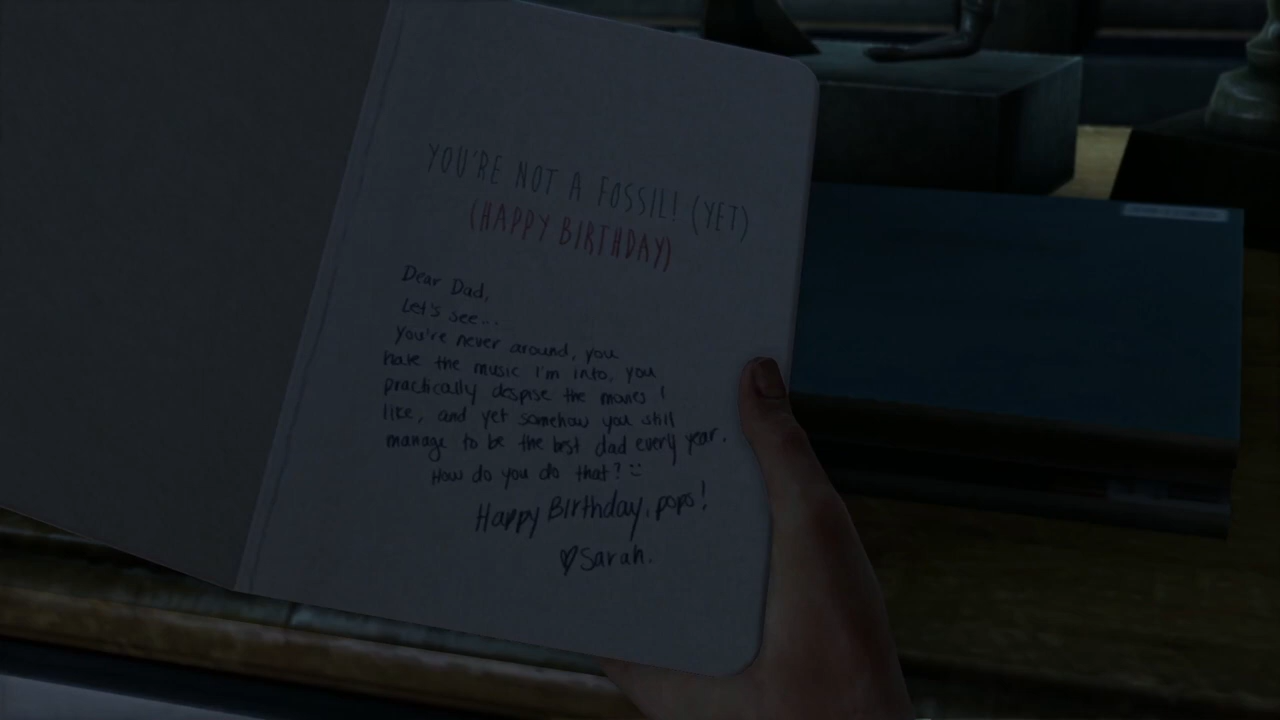 YOU'RE NOT A FOSSIL! (YET)
(HAPPY BIRTHDAY)
Dear Dad,
Let's see...
You're never around, you
hate the music I'm into, you
practically despise the movies I
like, and yet somehow you still
manage to be the best dad every year.
How do you do that? :)
Happy Birthday, pops!
♥Sarah.